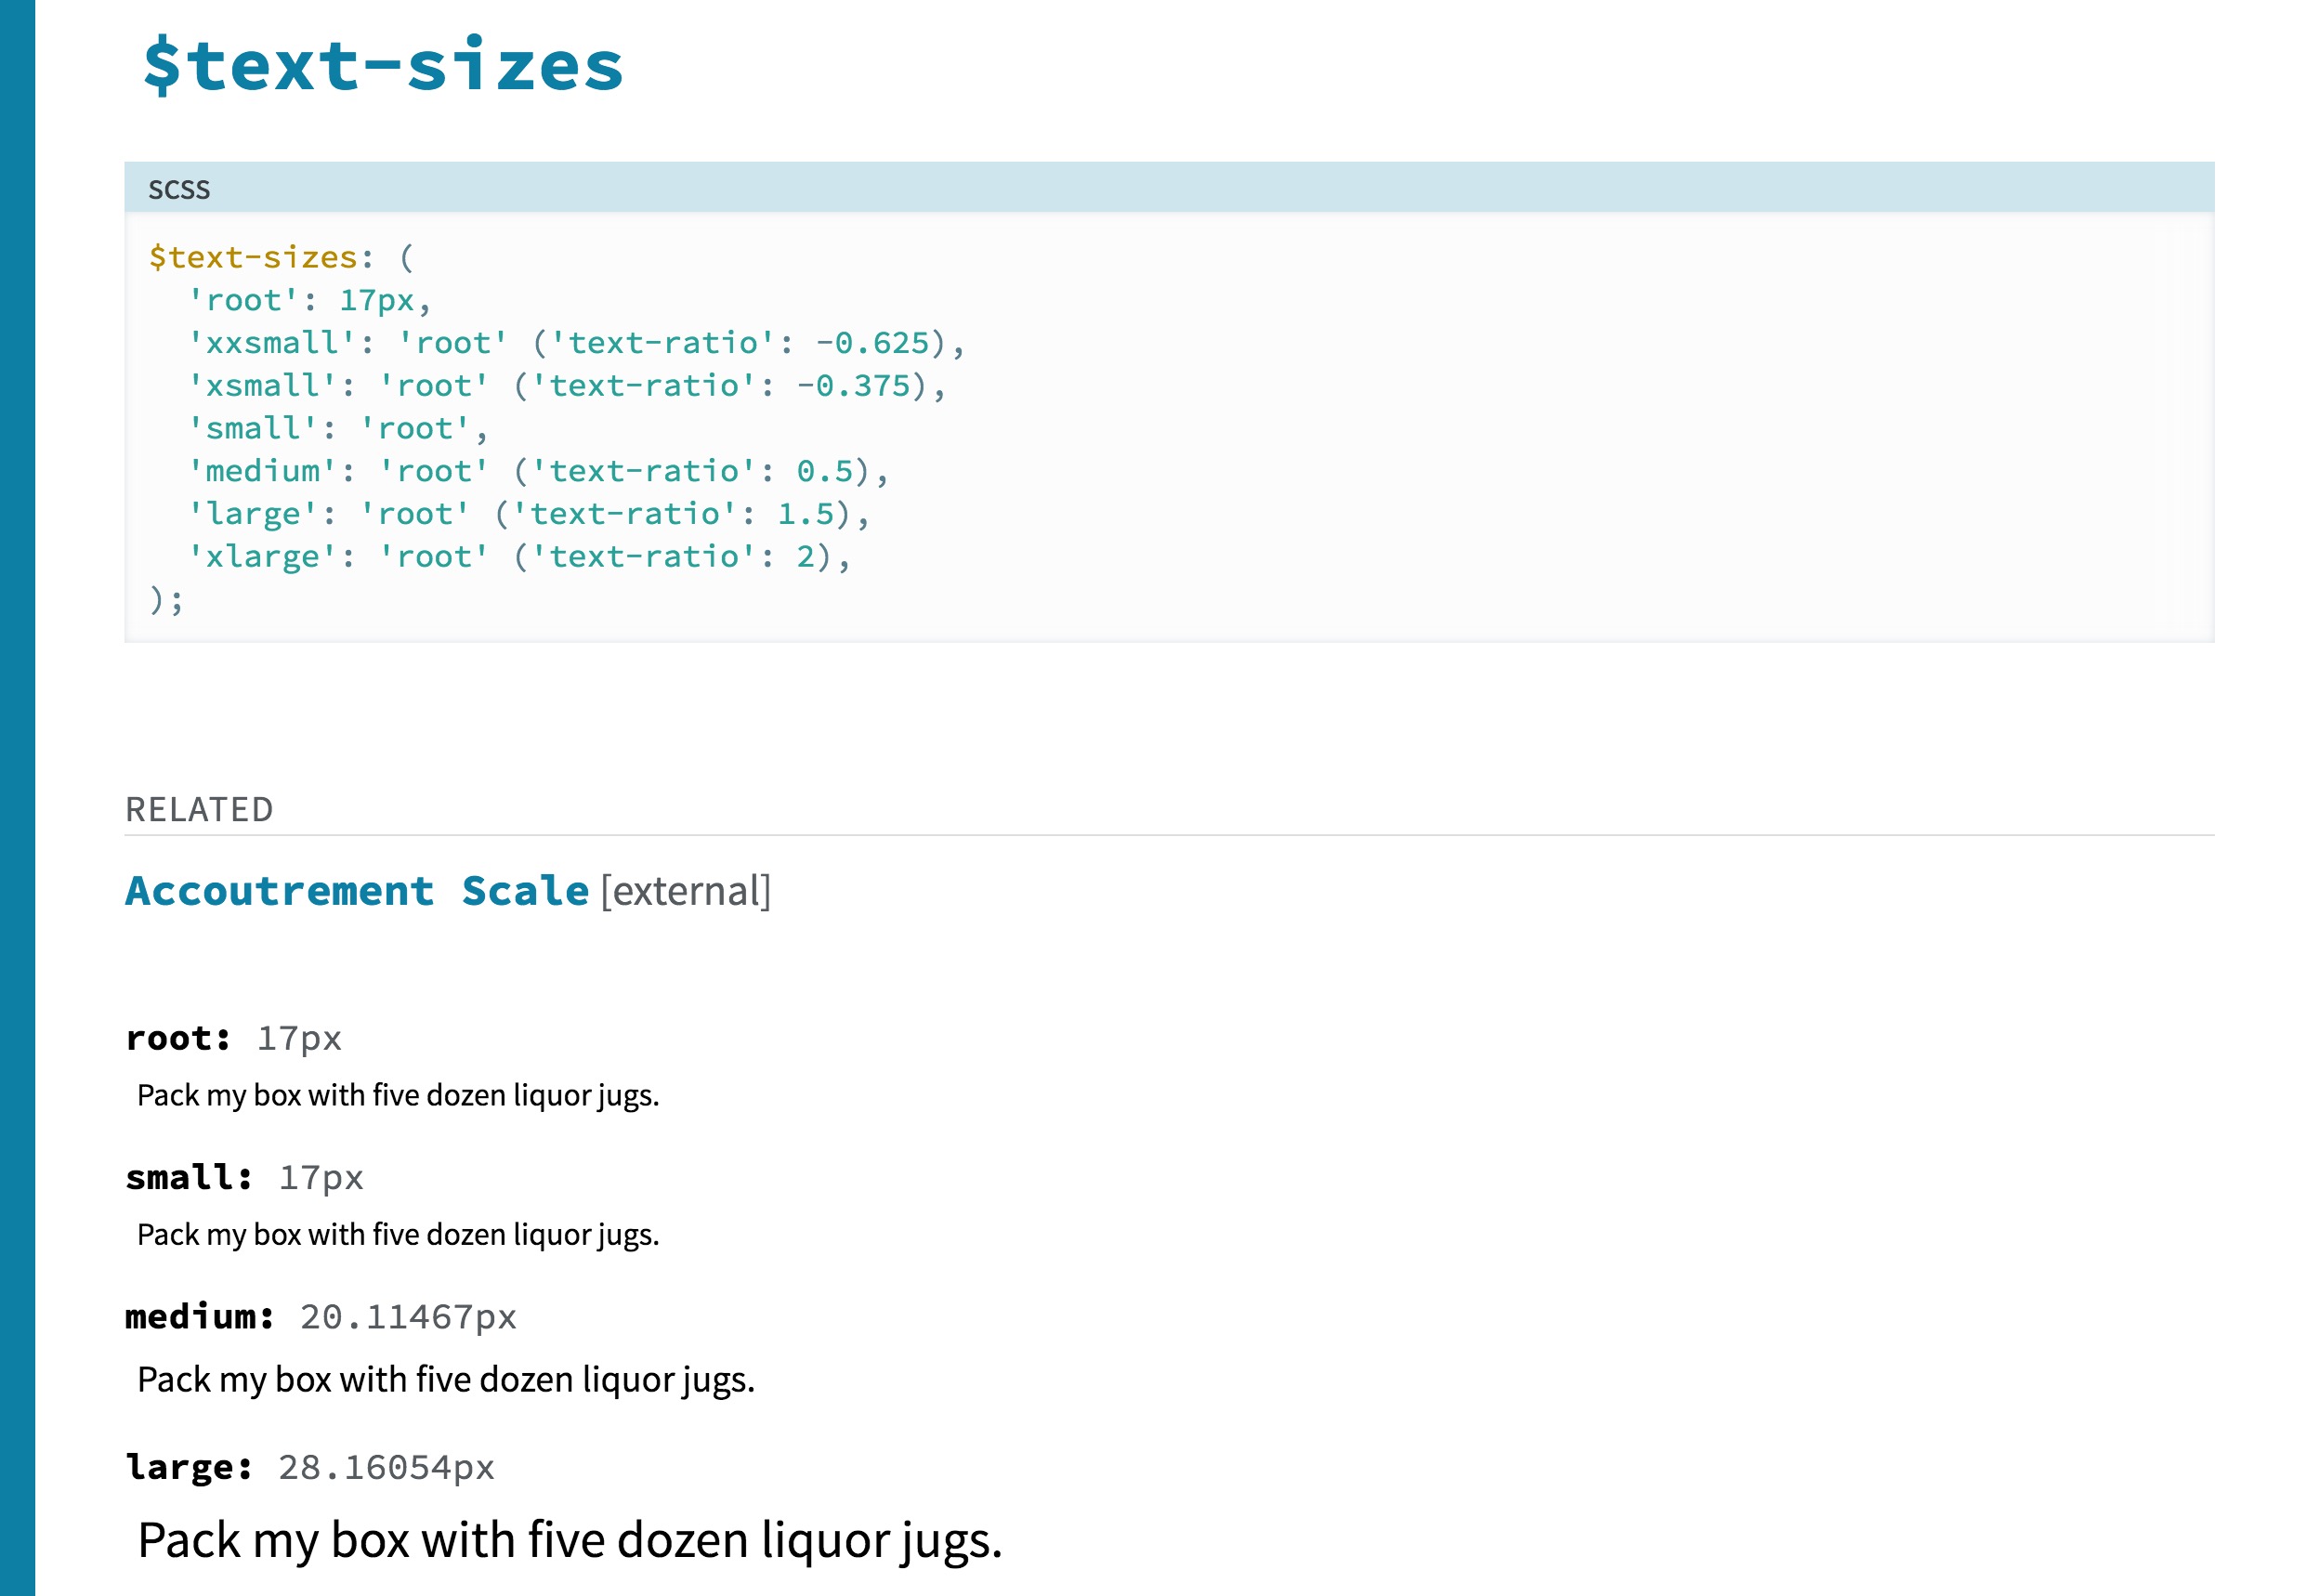 $text-sizes
scss
$text-sizes: (
'root': 17px,
'xxsmall': 'root' ('text-ratio': -0.625),
'xsmall': 'root' ('text-ratio': -0.375),
'small': 'root',
'medium': 'root' ('text-ratio': 0.5),
'large': 'root' ('text-ratio': 1.5),
'xlarge': 'root' ('text-ratio': 2),
);
RELATED
Accoutrement Scale [external]
root: 17px
Pack my box with five dozen liquor jugs.
small: 17px
Pack my box with five dozen liquor jugs.
medium: 20.11467px
Pack my box with five dozen liquor jugs.
large: 28.16054px
Pack my box with five dozen liquor jugs.